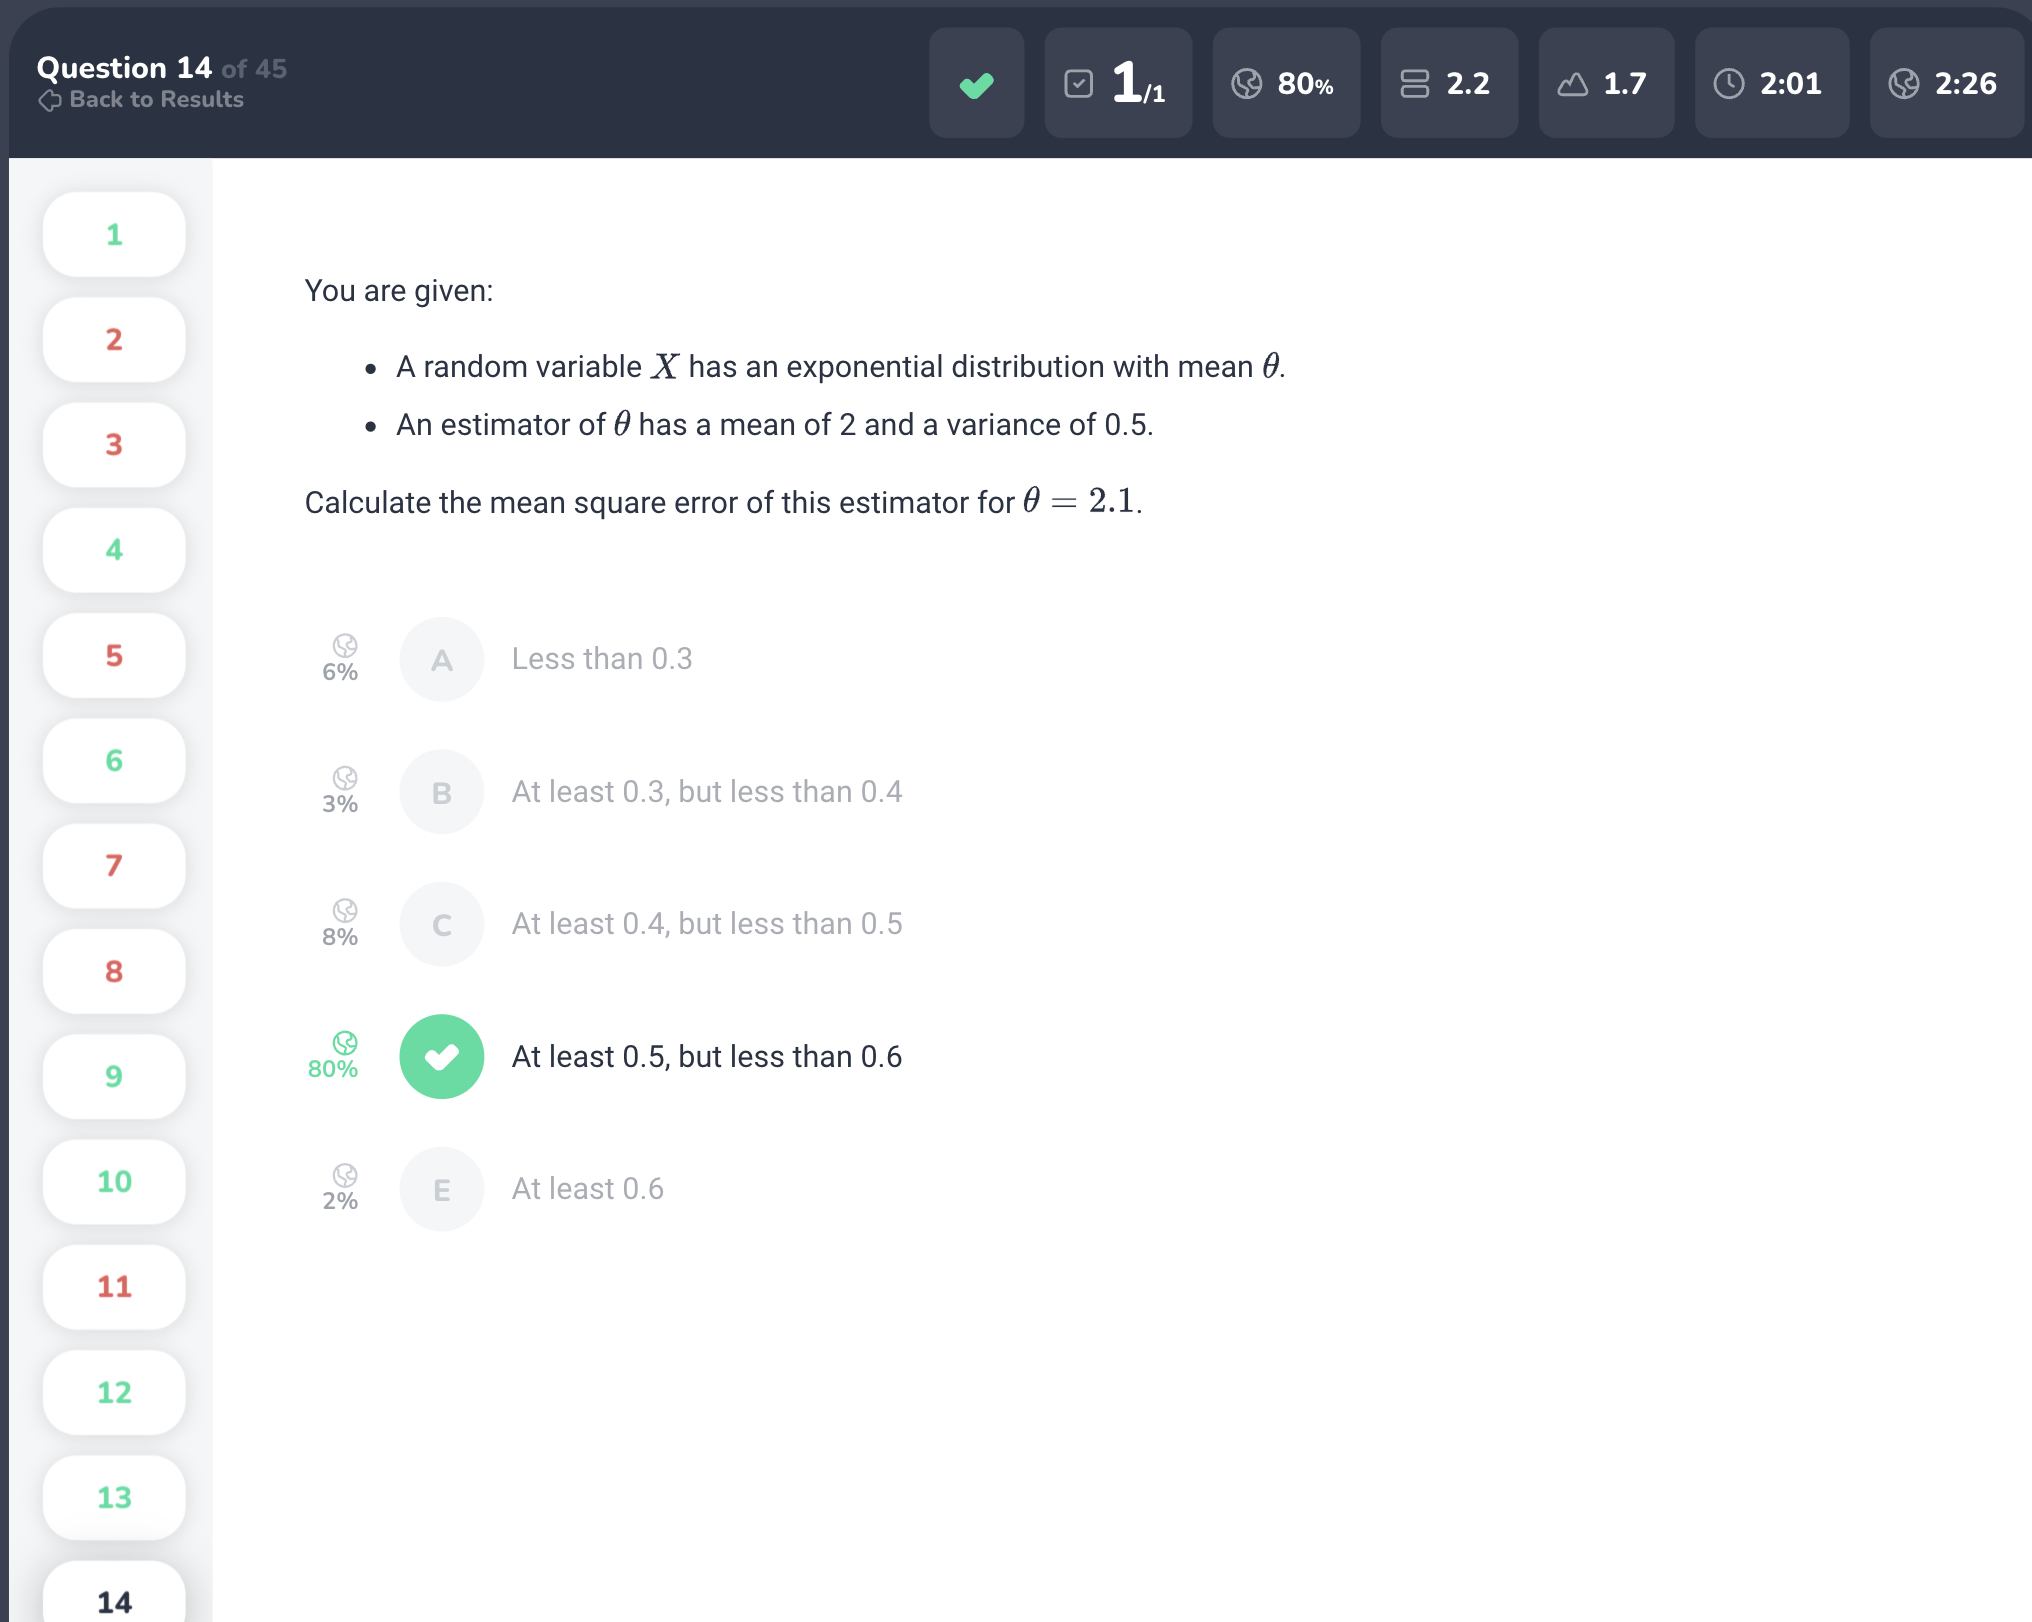 Question 14 of 45
Back to Results
1/1
80%
2.2
1.7
2:01
2:26
1
2
3
4
5
6
7
8
9
10
11
12
13
14
You are given:
• A random variable X has an exponential distribution with mean θ.
• An estimator of θ has a mean of 2 and a variance of 0.5.
Calculate the mean square error of this estimator for θ = 2.1.
6% A Less than 0.3
3% B At least 0.3, but less than 0.4
8% C At least 0.4, but less than 0.5
80% At least 0.5, but less than 0.6
2% E At least 0.6